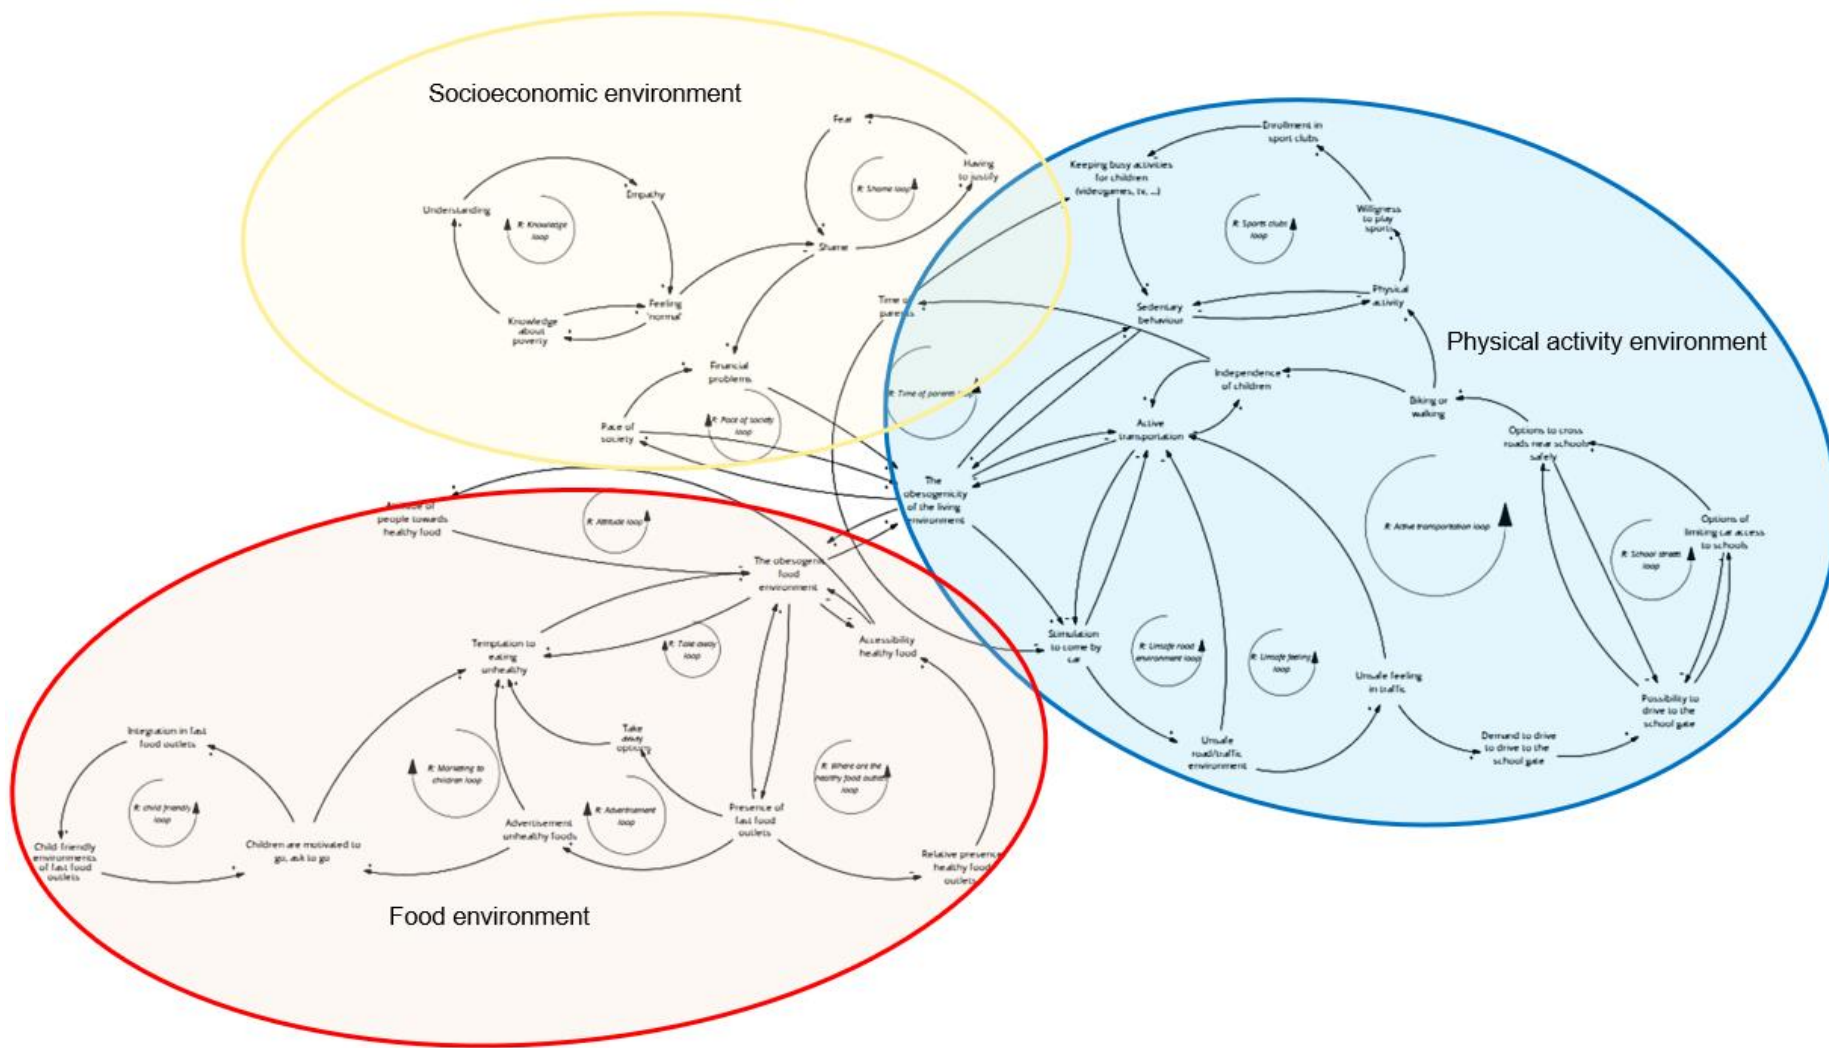 Socioeconomic environment
Fear
Having
to justify
R: Shame loop
Empathy
Understanding
R: Knowledge
loop
Shame
Feeling
'normal'
Knowledge
about
poverty
Time of
parents
Financial
problems
Pace of
society
R: Pace of society
loop
R: Time of parents loop
Enrollment in
sport clubs
Keeping busy activities
for children
(videogames, tv, ...)
Willigness
to play
sports
R: Sports clubs
loop
Physical
activity
Sedentary
behaviour
Physical activity environment
Independence
of children
Biking or
walking
Active
transportation
Options to cross
roads near schools
safely
The
obesogenicity
of the living
environment
R: Active transportation loop
Options of
limiting car access
to schools
R: School streets
loop
Stimulation
to come by
car
R: Unsafe road
environment loop
R: Unsafe feeling
loop
Unsafe feeling
in traffic
Possibility to
drive to the
school gate
Unsafe
road/traffic
environment
Demand to drive
to drive to the
school gate
Attitude of
people towards
healthy food
R: Attitude loop
The obesogenic
food
environment
Temptation to
eating
unhealthy
R: Take away
loop
Accessibility
healthy food
Integration in fast
food outlets
Take
away
options
R: Marketing to
children loop
R: Where are the
healthy food outlets
loop
R: child friendly
loop
R: Advertisement
loop
Presence of
fast food
outlets
Advertisement
unhealthy foods
Child friendly
environments
of fast food
outlets
Children are motivated to
go, ask to go
Relative presence
healthy food
outlets
Food environment